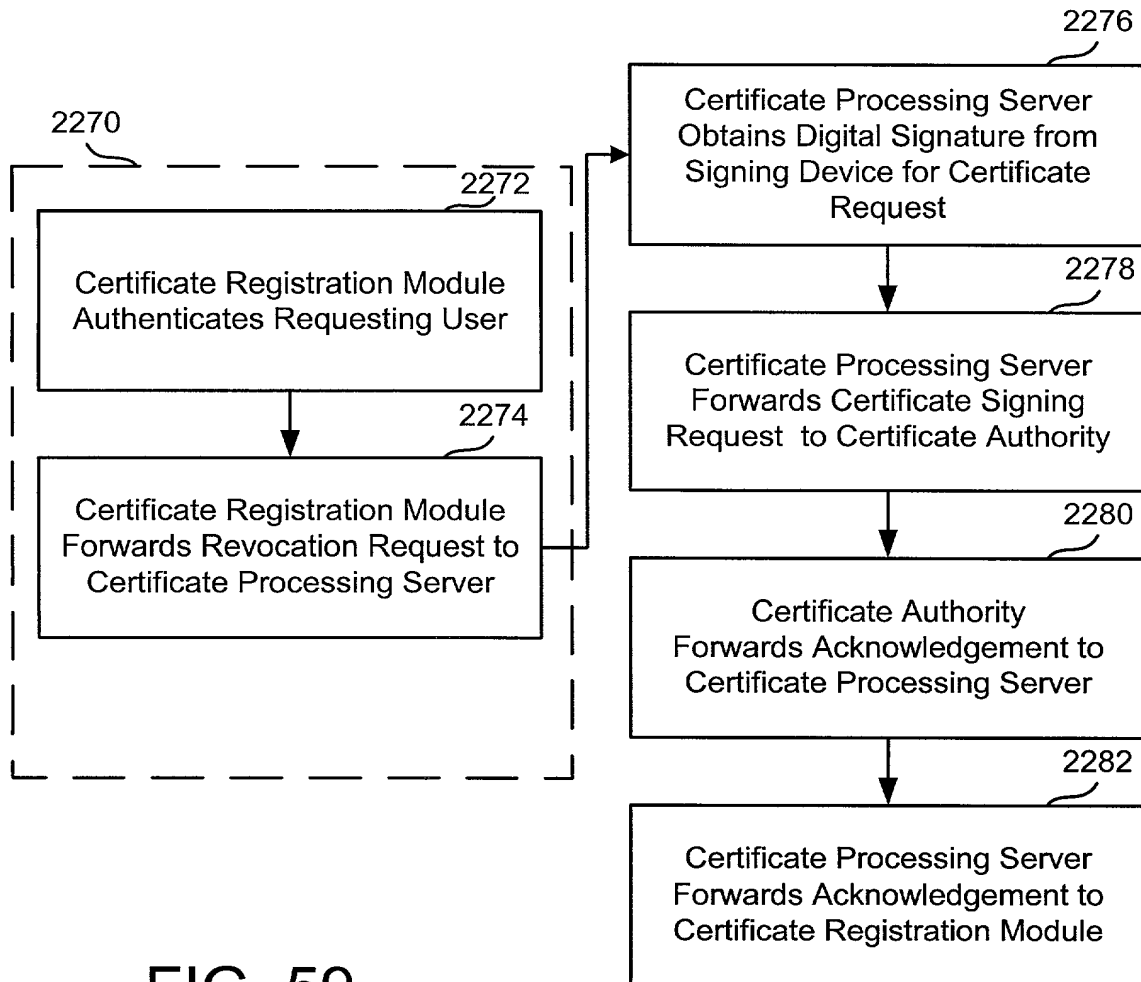 2270
2272
Certificate Registration Module
Authenticates Requesting User
2274
Certificate Registration Module
Forwards Revocation Request to
Certificate Processing Server
2276
Certificate Processing Server
Obtains Digital Signature from
Signing Device for Certificate
Request
2278
Certificate Processing Server
Forwards Certificate Signing
Request to Certificate Authority
2280
Certificate Authority
Forwards Acknowledgement to
Certificate Processing Server
2282
Certificate Processing Server
Forwards Acknowledgement to
Certificate Registration Module
FIG. 59